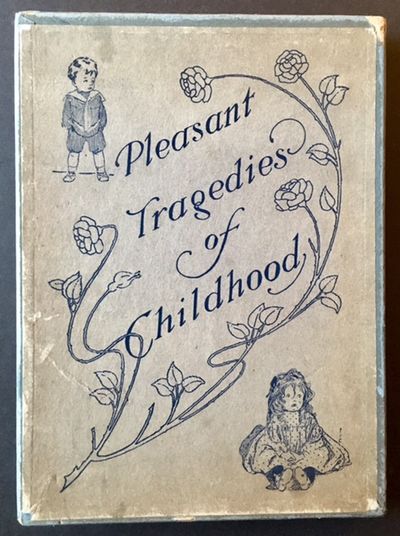 Pleasant
Tragedies
of
Childhood